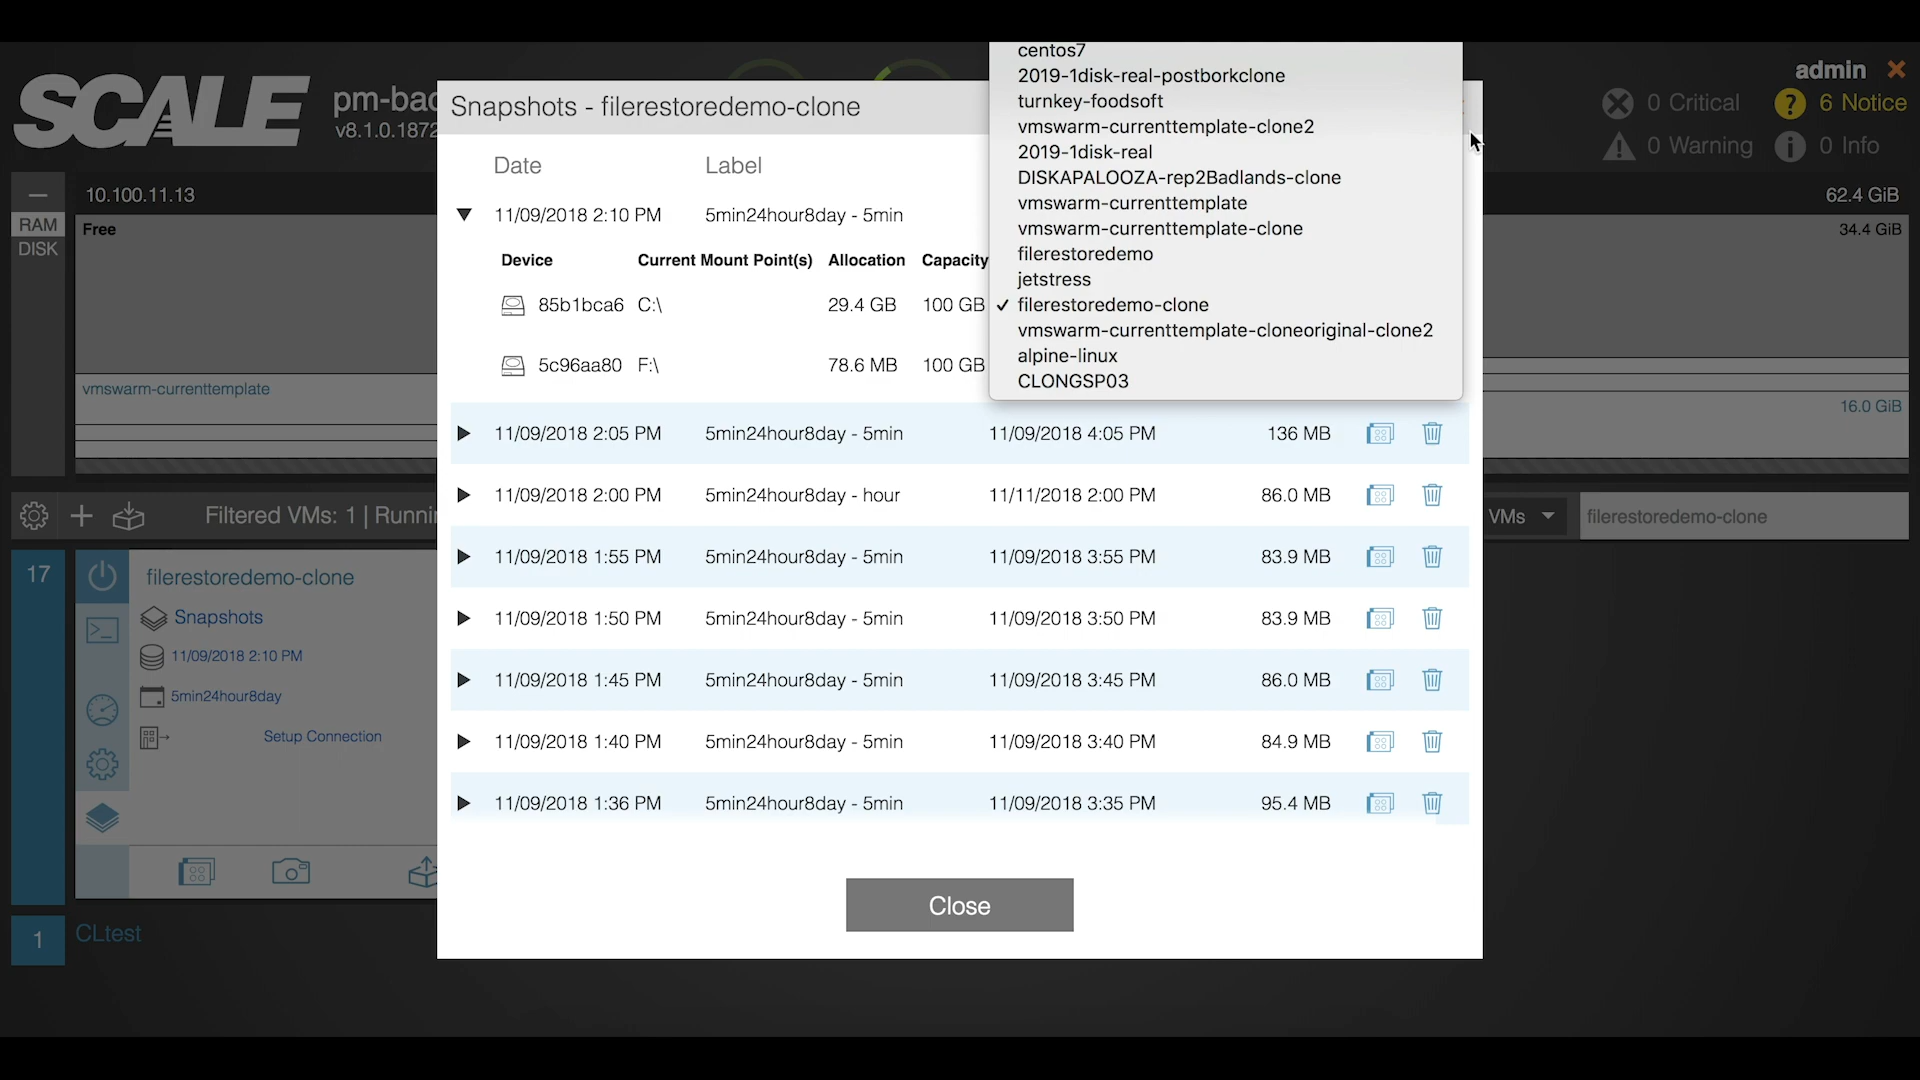 centos7
2019-1disk-real-postborkclone
turnkey-foodsoft
vmswarm-currenttemplate-clone2
2019-1disk-real
DISKAPALOOZA-rep2Badlands-clone
vmswarm-currenttemplate
vmswarm-currenttemplate-clone
filerestoredemo
jetstress
✓ filerestoredemo-clone
vmswarm-currenttemplate-cloneoriginal-clone2
alpine-linux
CLONGSP03
SCALE
pm-bac
v8.1.0.1872
admin
0 Critical
? 6 Notice
0 Warning
i 0 Info
Snapshots - filerestoredemo-clone
Date Label
11/09/2018 2:10 PM 5min24hour8day - 5min
Device Current Mount Point(s) Allocation Capacity
85b1bca6 C:\ 29.4 GB 100 GB
5c96aa80 F:\ 78.6 MB 100 GB
11/09/2018 2:05 PM 5min24hour8day - 5min 11/09/2018 4:05 PM 136 MB
11/09/2018 2:00 PM 5min24hour8day - hour 11/11/2018 2:00 PM 86.0 MB
11/09/2018 1:55 PM 5min24hour8day - 5min 11/09/2018 3:55 PM 83.9 MB
11/09/2018 1:50 PM 5min24hour8day - 5min 11/09/2018 3:50 PM 83.9 MB
11/09/2018 1:45 PM 5min24hour8day - 5min 11/09/2018 3:45 PM 86.0 MB
11/09/2018 1:40 PM 5min24hour8day - 5min 11/09/2018 3:40 PM 84.9 MB
11/09/2018 1:36 PM 5min24hour8day - 5min 11/09/2018 3:35 PM 95.4 MB
Close
10.100.11.13 62.4 GiB
RAM
DISK
Free 34.4 GiB
vmswarm-currenttemplate 16.0 GiB
Filtered VMs: 1 | Runni
VMs
filerestoredemo-clone
17
filerestoredemo-clone
Snapshots
11/09/2018 2:10 PM
5min24hour8day
Setup Connection
1 CLtest